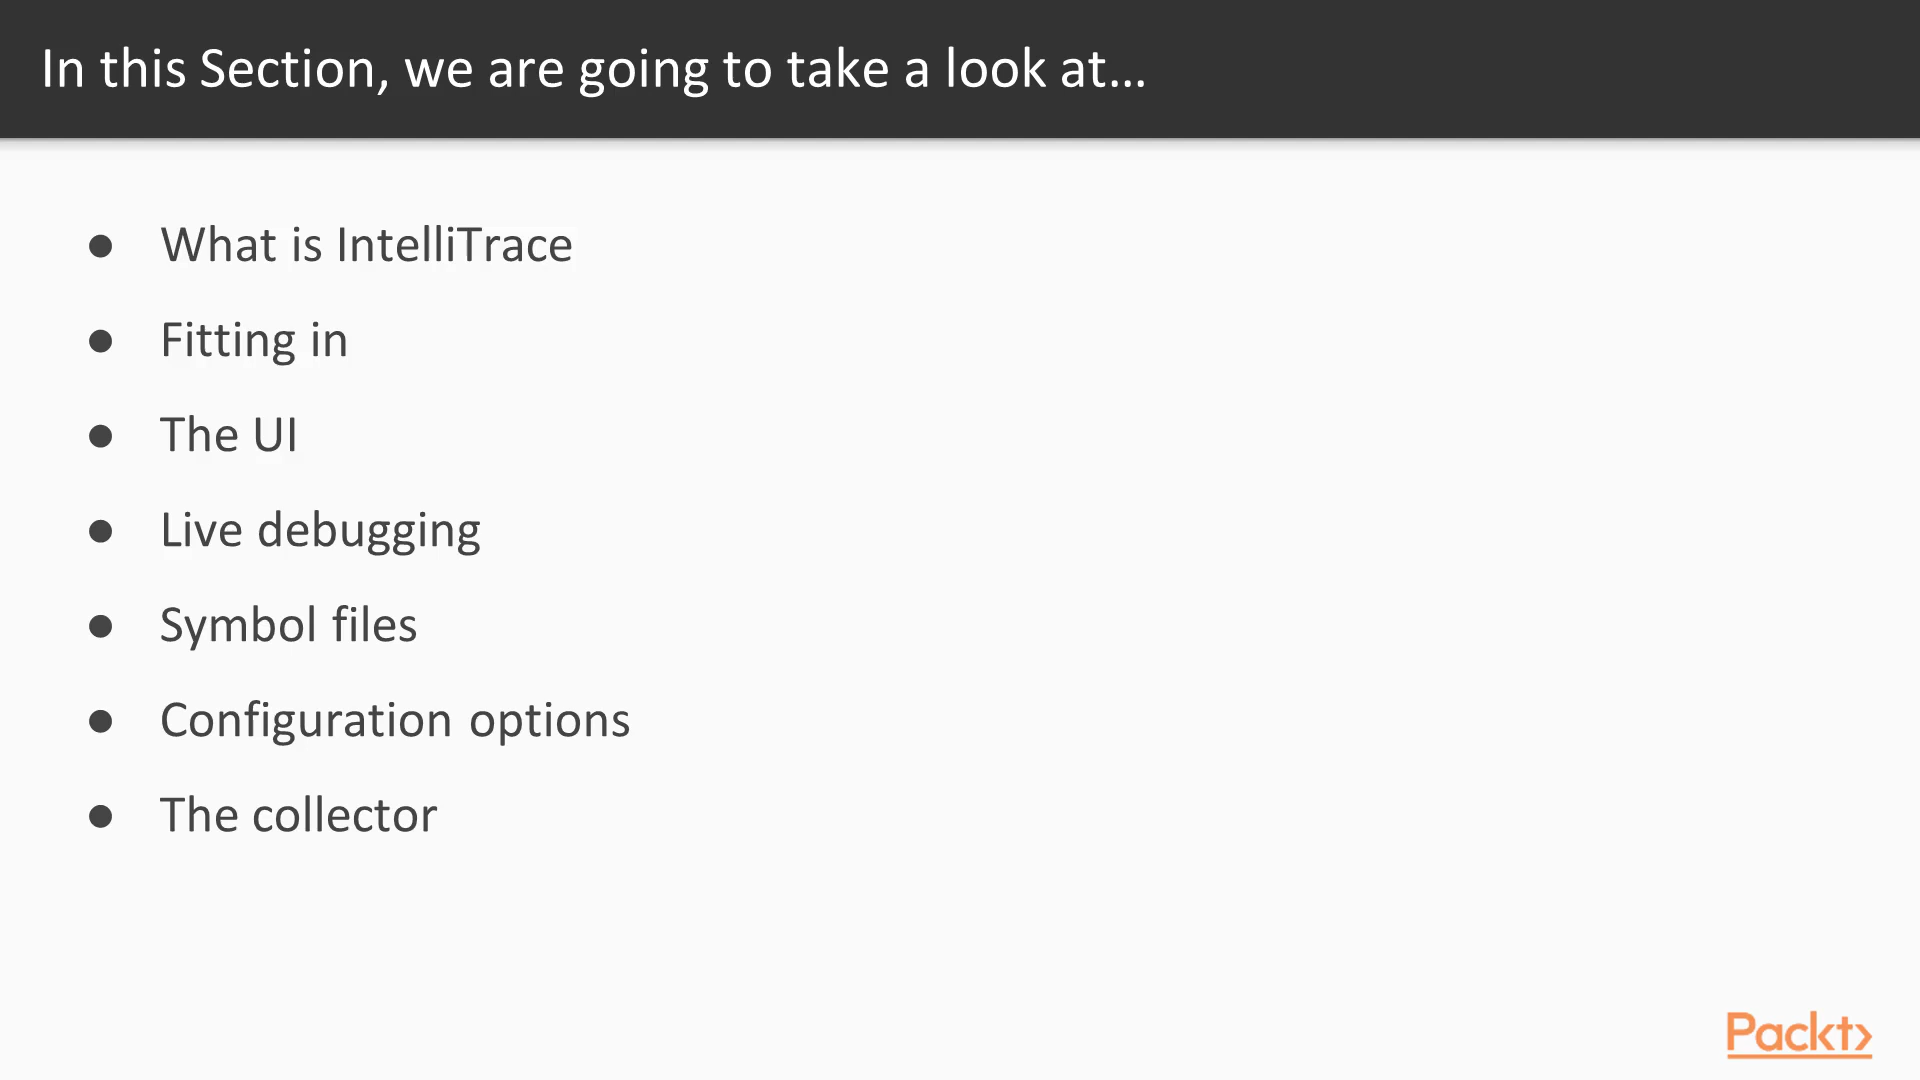 In this Section, we are going to take a look at...
● What is IntelliTrace
● Fitting in
● The UI
● Live debugging
● Symbol files
● Configuration options
● The collector
Packt>